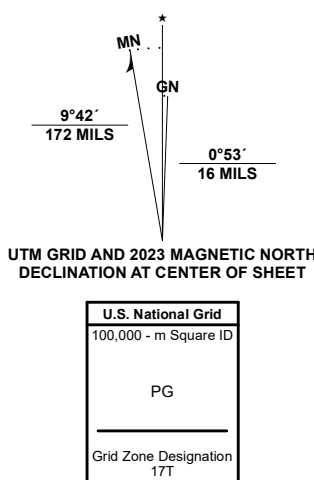 ★
MN
GN
9°42´
172 MILS
0°53´
16 MILS
UTM GRID AND 2023 MAGNETIC NORTH
DECLINATION AT CENTER OF SHEET
U.S. National Grid
100,000 - m Square ID
PG
Grid Zone Designation
17T